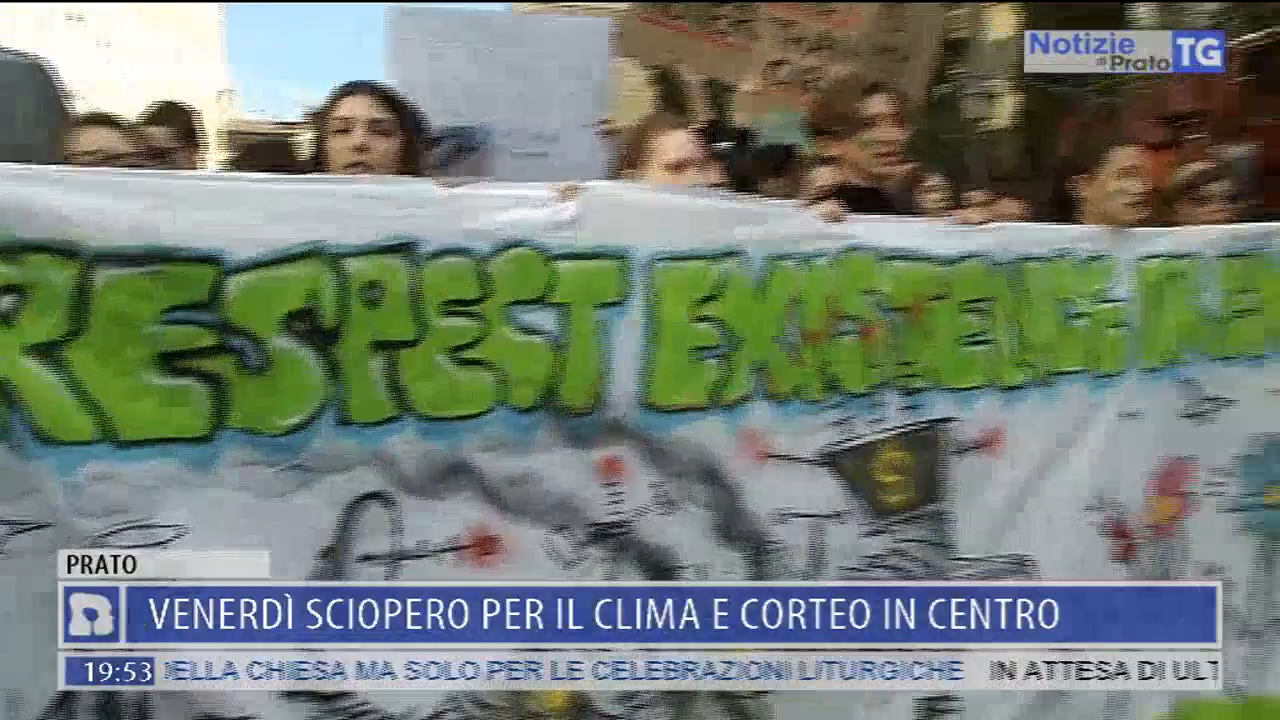 Notizie
di Prato TG
RESPECT EXISTENCE
PRATO
VENERDÌ SCIOPERO PER IL CLIMA E CORTEO IN CENTRO
19:53 CHIESA MA SOLO PER LE CELEBRAZIONI LITURGICHE IN ATTESA DI